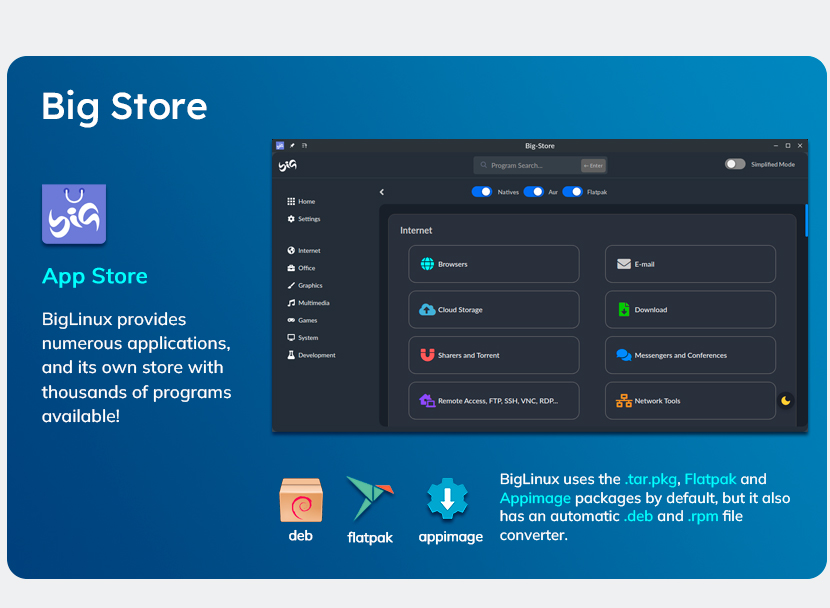 Big Store
Big-Store
big
Program Search...
← Enter
Simplified Mode
Natives
Aur
Flatpak
Home
Settings
Internet
Office
Graphics
Multimedia
Games
System
Development
Internet
Browsers
E-mail
Cloud Storage
Download
Sharers and Torrent
Messengers and Conferences
Remote Access, FTP, SSH, VNC, RDP...
Network Tools
big
App Store
BigLinux provides
numerous applications,
and its own store with
thousands of programs
available!
deb
flatpak
appimage
BigLinux uses the .tar.pkg, Flatpak and
Appimage packages by default, but it also
has an automatic .deb and .rpm file
converter.